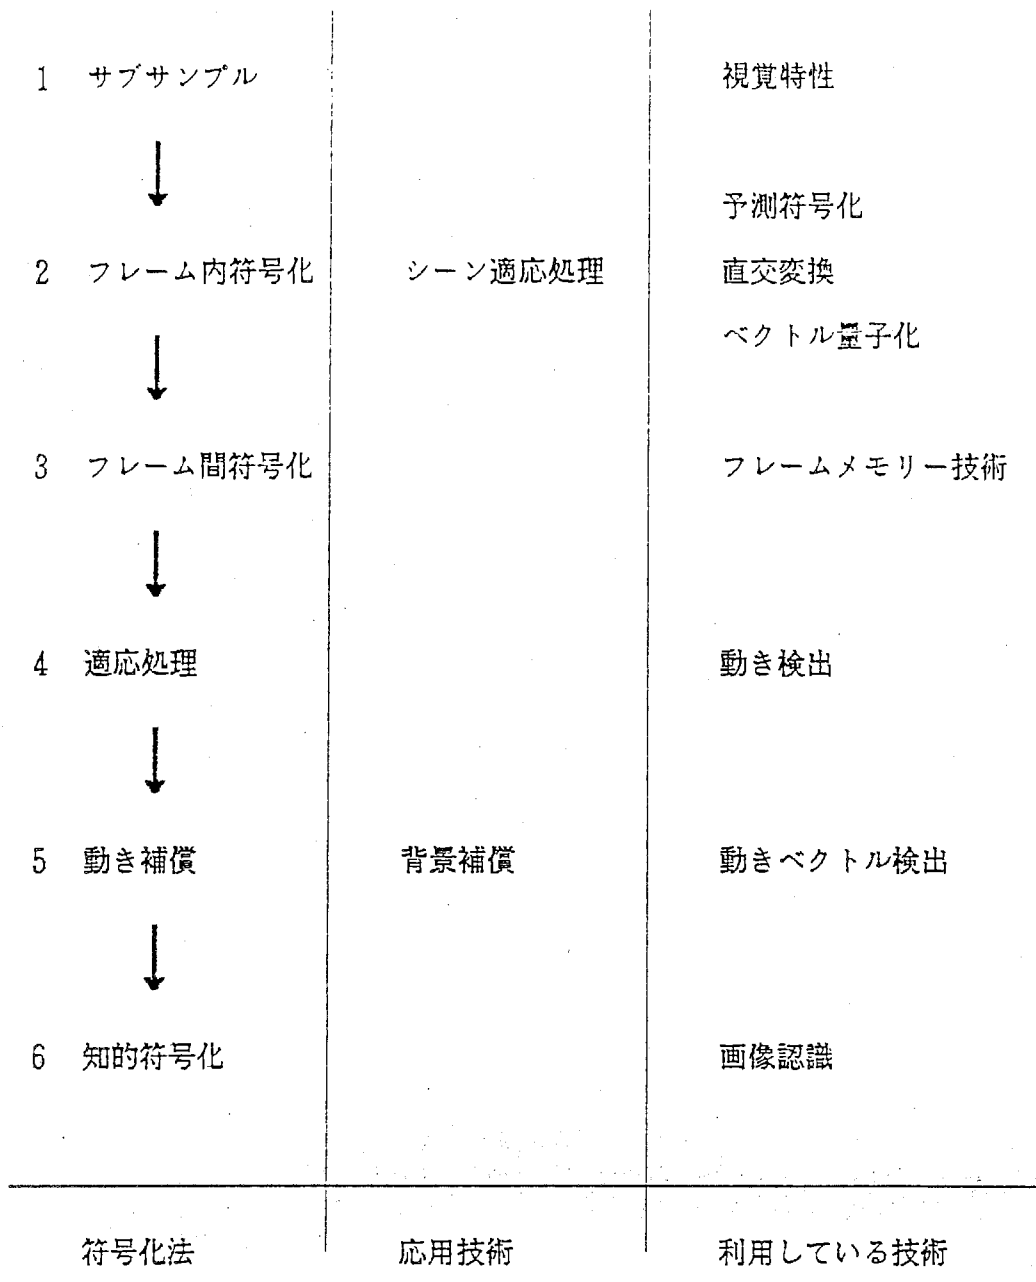 1 サブサンプル 視覚特性
予測符号化
2 フレーム内符号化 シーン適応処理 直交変換
ベクトル量子化
3 フレーム間符号化 フレームメモリー技術
4 適応処理 動き検出
5 動き補償 背景補償 動きベクトル検出
6 知的符号化 画像認識
符号化法 応用技術 利用している技術